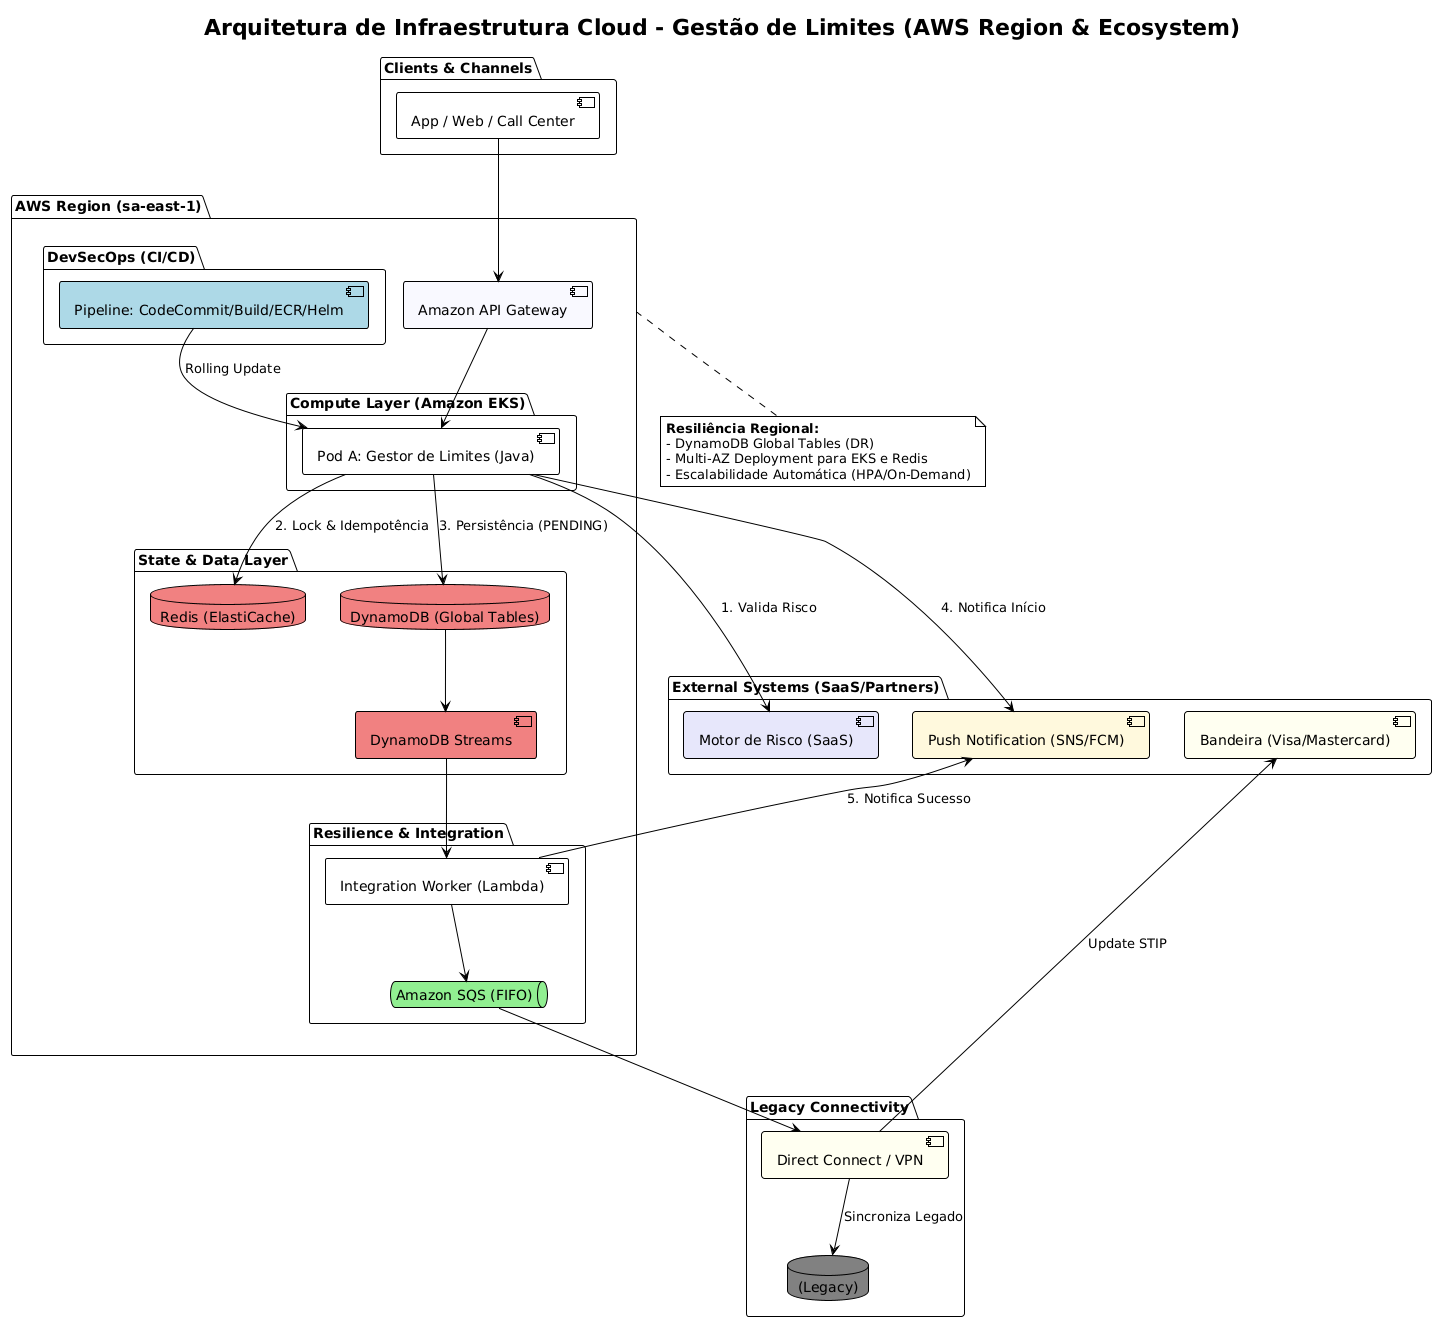 Arquitetura de Infraestrutura Cloud - Gestão de Limites (AWS Region & Ecosystem)
Clients & Channels
App / Web / Call Center
AWS Region (sa-east-1)
DevSecOps (CI/CD)
Pipeline: CodeCommit/Build/ECR/Helm
Amazon API Gateway
Rolling Update
Compute Layer (Amazon EKS)
Pod A: Gestor de Limites (Java)
Resiliência Regional:
- DynamoDB Global Tables (DR)
- Multi-AZ Deployment para EKS e Redis
- Escalabilidade Automática (HPA/On-Demand)
2. Lock & Idempotência
3. Persistência (PENDING)
State & Data Layer
Redis (ElastiCache)
DynamoDB (Global Tables)
1. Valida Risco
4. Notifica Início
External Systems (SaaS/Partners)
DynamoDB Streams
Motor de Risco (SaaS)
Push Notification (SNS/FCM)
Bandeira (Visa/Mastercard)
5. Notifica Sucesso
Resilience & Integration
Integration Worker (Lambda)
Update STIP
Amazon SQS (FIFO)
Legacy Connectivity
Direct Connect / VPN
Sincroniza Legado
(Legacy)